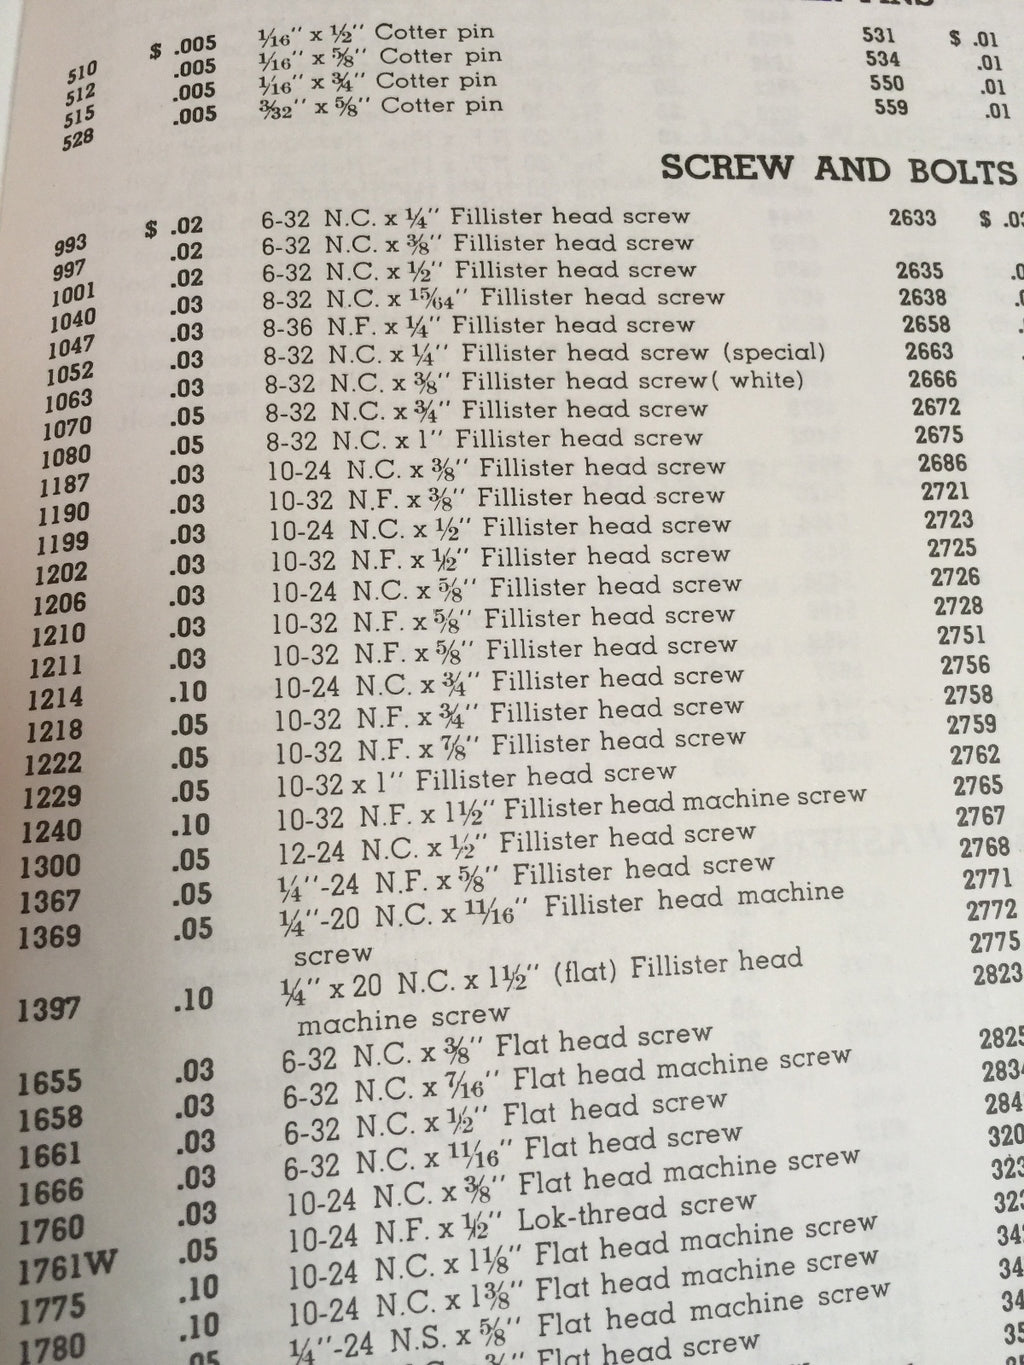 510 $ .005 1/16" x 1/2" Cotter pin 531 $ .01
512 .005 1/16" x 5/8" Cotter pin 534 .01
515 .005 1/16" x 3/4" Cotter pin 550 .01
528 .005 3/32" x 5/8" Cotter pin 559 .01
SCREW AND BOLTS
993 $ .02 6-32 N.C. x 1/4" Fillister head screw 2633 $
997 .02 6-32 N.C. x 3/8" Fillister head screw
1001 .02 6-32 N.C. x 1/2" Fillister head screw 2635
1040 .03 8-32 N.C. x 15/64" Fillister head screw 2638
1047 .03 8-36 N.F. x 1/4" Fillister head screw 2658
1052 .03 8-32 N.C. x 1/4" Fillister head screw (special) 2663
1063 .03 8-32 N.C. x 3/8" Fillister head screw( white) 2666
1070 .05 8-32 N.C. x 3/4" Fillister head screw 2672
1080 .05 8-32 N.C. x 1" Fillister head screw 2675
1187 .03 10-24 N.C. x 3/8" Fillister head screw 2686
1190 .03 10-32 N.F. x 3/8" Fillister head screw 2721
1199 .03 10-24 N.C. x 1/2" Fillister head screw 2723
1202 .03 10-32 N.F. x 1/2" Fillister head screw 2725
1206 .03 10-24 N.C. x 5/8" Fillister head screw 2726
1210 .03 10-32 N.F. x 5/8" Fillister head screw 2728
1211 .03 10-32 N.F. x 5/8" Fillister head screw 2751
1214 .10 10-24 N.C. x 3/4" Fillister head screw 2756
1218 .05 10-32 N.F. x 3/4" Fillister head screw 2758
1222 .05 10-32 N.F. x 7/8" Fillister head screw 2759
1229 .05 10-32 x 1" Fillister head screw 2762
1240 .10 10-32 N.F. x 1 1/2" Fillister head machine screw 2765
1300 .05 12-24 N.C. x 1/2" Fillister head screw 2767
1367 .05 1/4"-24 N.F. x 5/8" Fillister head screw 2768
1369 .05 1/4"-20 N.C. x 11/16" Fillister head machine 2771
screw 2772
1397 .10 1/4" x 20 N.C. x 1 1/2" (flat) Fillister head 2775
machine screw 2823
1655 .03 6-32 N.C. x 3/8" Flat head screw
1658 .03 6-32 N.C. x 7/16" Flat head machine screw 2825
1661 .03 6-32 N.C. x 1/2" Flat head screw
1666 .03 6-32 N.C. x 11/16" Flat head screw
1760 .03 10-24 N.C. x 3/8" Flat head machine screw
1761W .05 10-24 N.F. x 1/2" Lok-thread screw
1775 .10 10-24 N.C. x 1 1/8" Flat head machine screw
1780 .10 10-24 N.C. x 1 3/8" Flat head machine screw
.05 1/4"-24 N.S. x 5/8" Flat head machine screw
3/4" Flat head screw